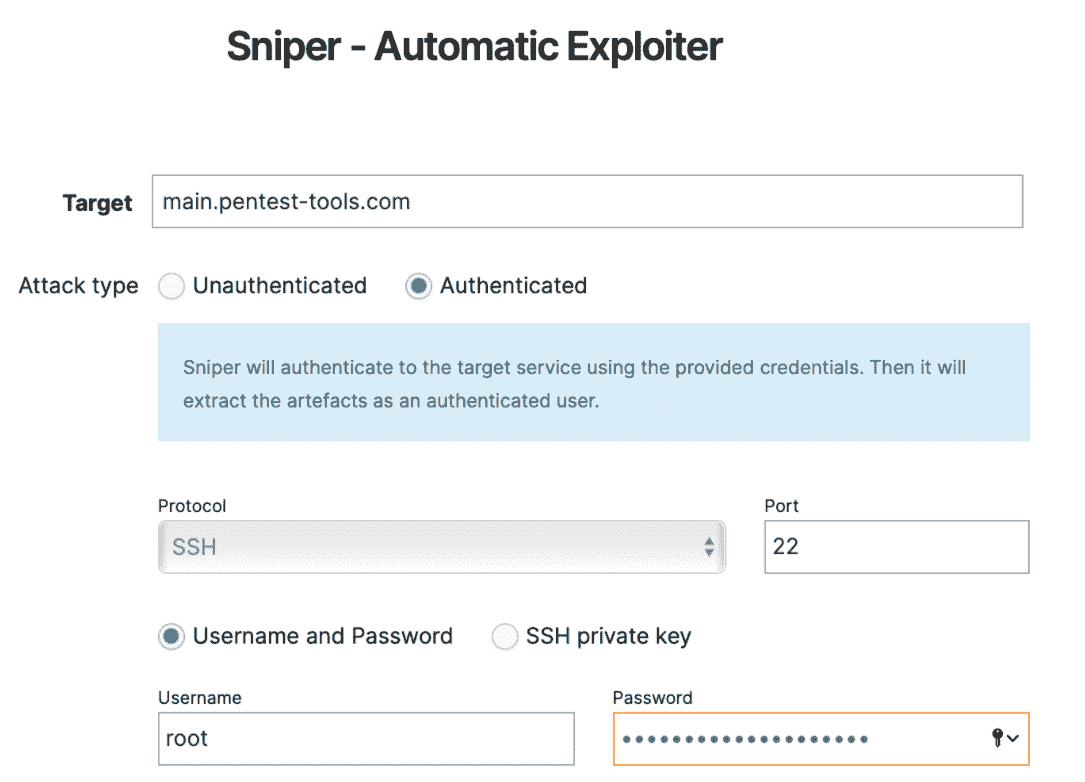 Sniper - Automatic Exploiter
Target
main.pentest-tools.com
Attack type
Unauthenticated
Authenticated
Sniper will authenticate to the target service using the provided credentials. Then it will
extract the artefacts as an authenticated user.
Protocol
Port
SSH
22
Username and Password
SSH private key
Username
Password
root
••••••••••••••••••••